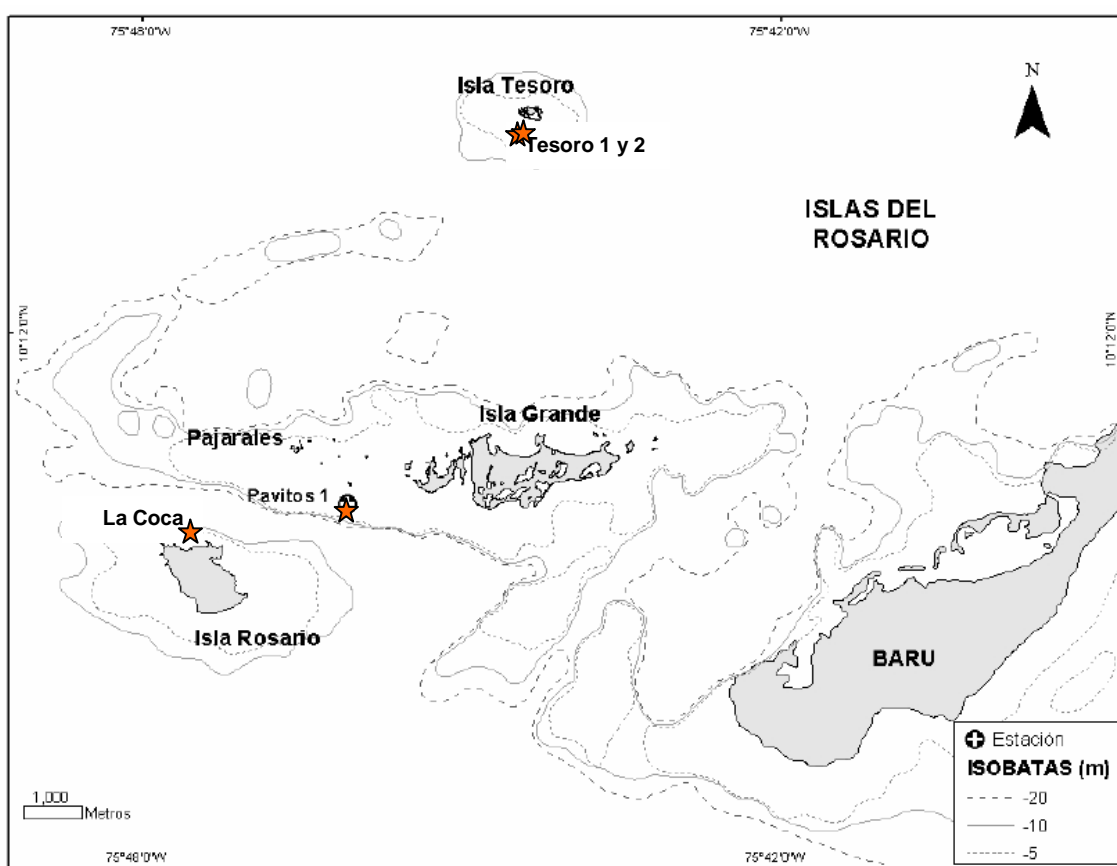 75°48'0"W 75°42'0"W
N
Isla Tesoro
Tesoro 1 y 2
ISLAS DEL
ROSARIO
10°12'0"N 10°12'0"N
Isla Grande
Pajarales
Pavitos 1
La Coca
Isla Rosario
BARU
Estación
ISOBATAS (m)
-20
-10
-5
1,000
Metros
75°48'0"W 75°42'0"W